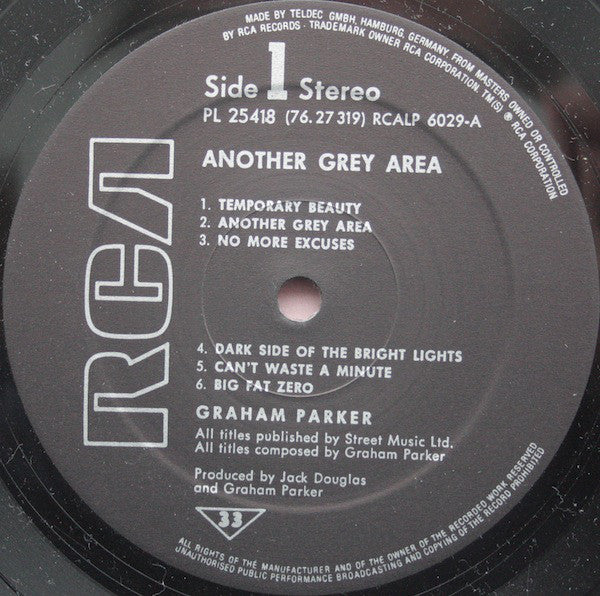 MADE BY TELDEC GMBH, HAMBURG, GERMANY, FROM MASTERS OWNED OR CONTROLLED
BY RCA RECORDS · TRADEMARK OWNER RCA CORPORATION, TM(S) ® RCA CORPORATION
Side 1 Stereo
PL 25418 (76.27319) RCALP 6029-A
RCA
ANOTHER GREY AREA
1. TEMPORARY BEAUTY
2. ANOTHER GREY AREA
3. NO MORE EXCUSES
4. DARK SIDE OF THE BRIGHT LIGHTS
5. CAN'T WASTE A MINUTE
6. BIG FAT ZERO
GRAHAM PARKER
All titles published by Street Music Ltd.
All titles composed by Graham Parker
Produced by Jack Douglas
and Graham Parker
33
ALL RIGHTS OF THE MANUFACTURER AND OF THE OWNER OF THE RECORDED WORK RESERVED
UNAUTHORISED PUBLIC PERFORMANCE BROADCASTING AND COPYING OF THE RECORD PROHIBITED